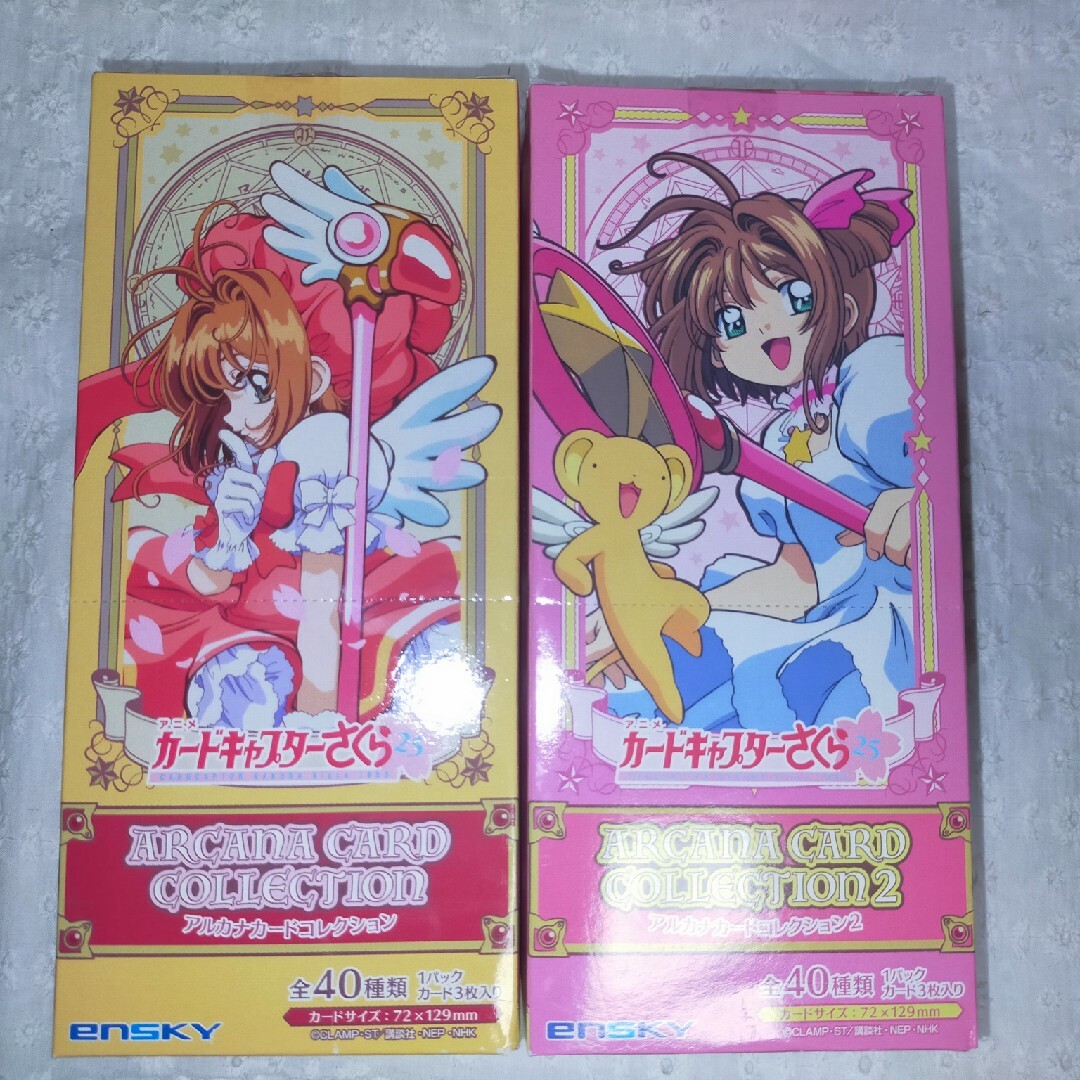 アニメ
カードキャプターさくら25
ARCANA CARD
COLLECTION
アルカナカードコレクション
全40種類 1パック
カード3枚入り
カードサイズ：72×129mm
ensky
©CLAMP・ST/講談社・NEP・NHK
アニメ
カードキャプターさくら25
ARCANA CARD
COLLECTION 2
アルカナカードコレクション2
全40種類 1パック
カード3枚入り
カードサイズ：72×129mm
ensky
©CLAMP・ST/講談社・NEP・NHK